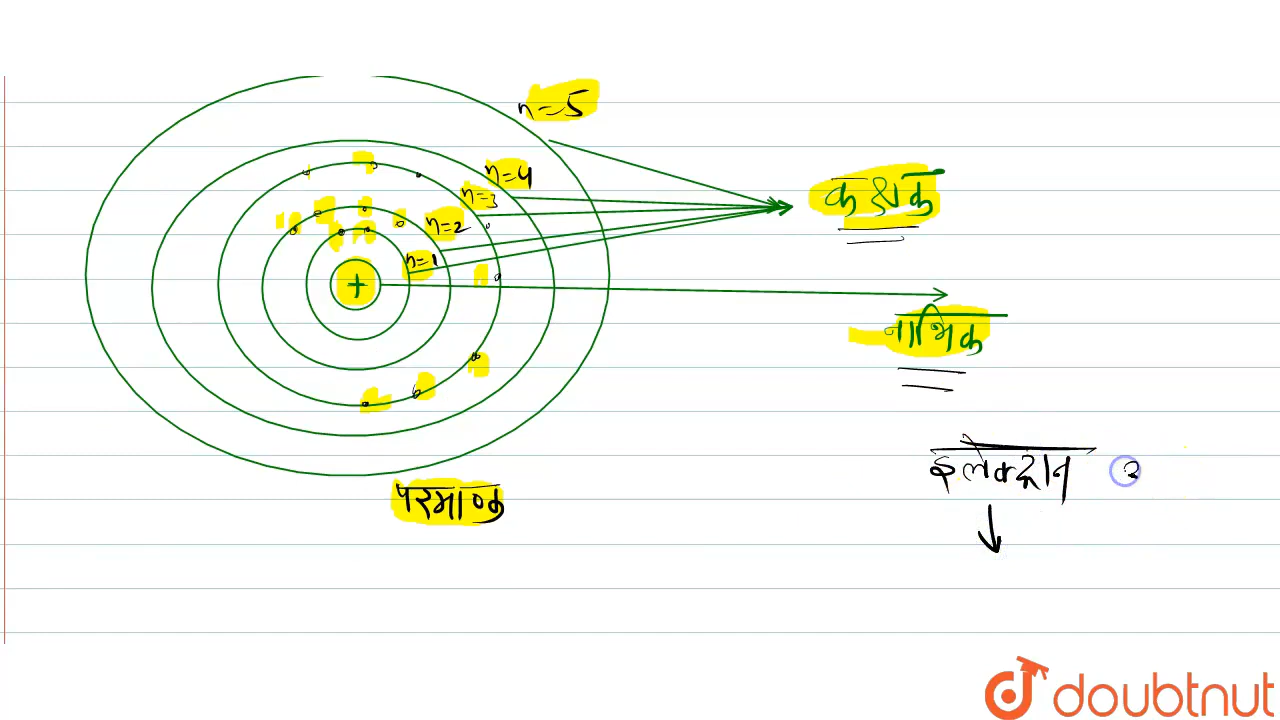 n=5
n=4
n=3
n=2
n=1
+
कक्षक
नाभिक
इलेक्ट्रान
परमाणु
doubtnut